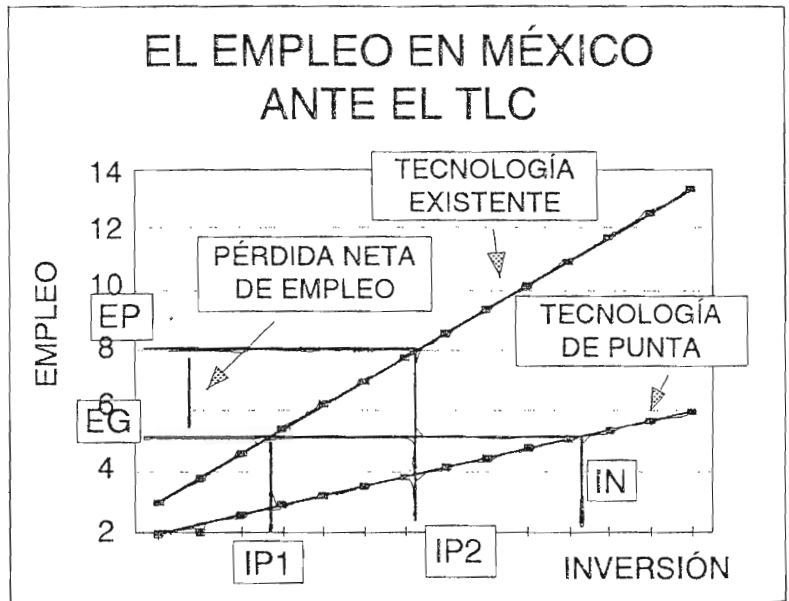 EL EMPLEO EN MÉXICO
ANTE EL TLC
EMPLEO
14
12
10
8
6
4
2
EP
EG
PÉRDIDA NETA
DE EMPLEO
TECNOLOGÍA
EXISTENTE
TECNOLOGÍA
DE PUNTA
IN
IP1
IP2
INVERSIÓN